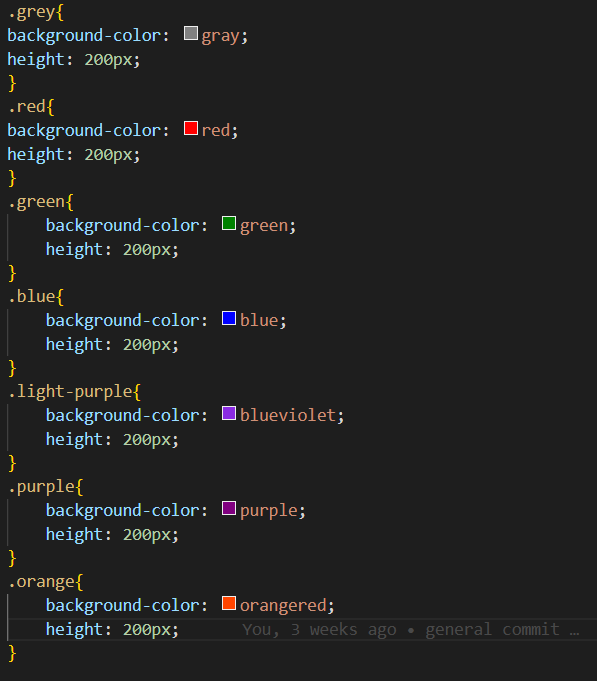 .grey{
background-color: gray;
height: 200px;
}
.red{
background-color: red;
height: 200px;
}
.green{
    background-color: green;
    height: 200px;
}
.blue{
    background-color: blue;
    height: 200px;
}
.light-purple{
    background-color: blueviolet;
    height: 200px;
}
.purple{
    background-color: purple;
    height: 200px;
}
.orange{
    background-color: orangered;
    height: 200px; You, 3 weeks ago • general commit …
}